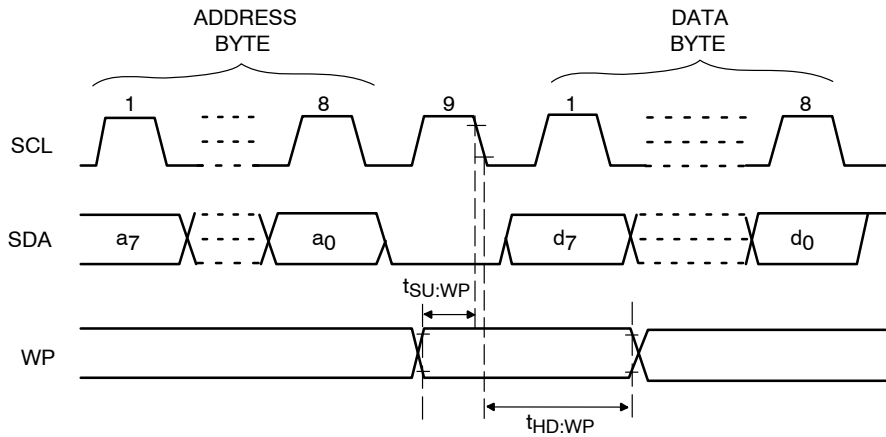 ADDRESS
BYTE
DATA
BYTE
1 8 9 1 8
SCL
SDA
a7 a0 d7 d0
tSU:WP
WP
tHD:WP